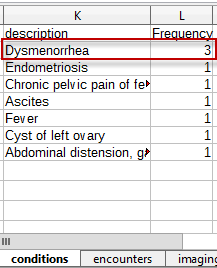 K L
description Frequency
Dysmenorrhea 3
Endometriosis 1
Chronic pelvic pain of fe 1
Ascites 1
Fever 1
Cyst of left ovary 1
Abdominal distension, g 1
conditions encounters imaging